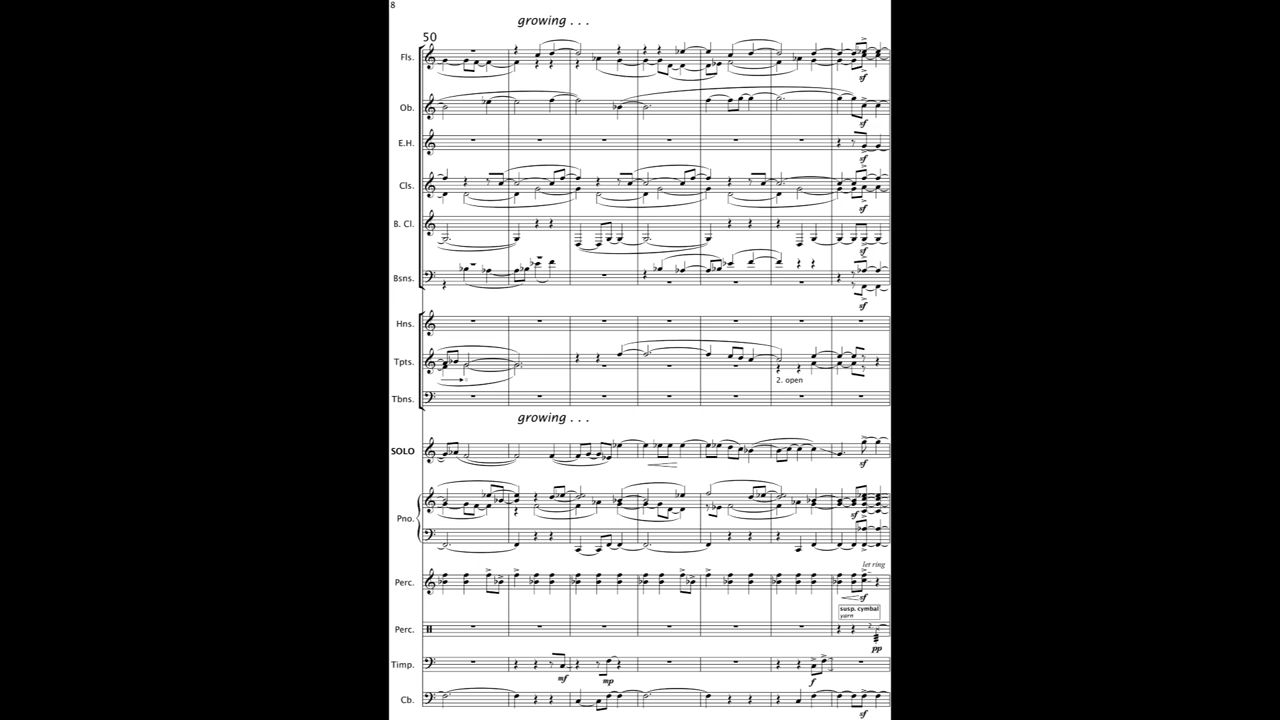 8
growing . . .
50
Fls.
sf
Ob.
sf
E.H.
sf
Cls.
sf
B. Cl.
sf
Bsns.
sf
Hns.
Tpts.
2. open
Tbns.
growing . . .
SOLO
sf
Pno.
sf
let ring
Perc.
sf
susp. cymbal
yarn
Perc.
2
pp
Timp.
mf
mp
f
Cb.
sf